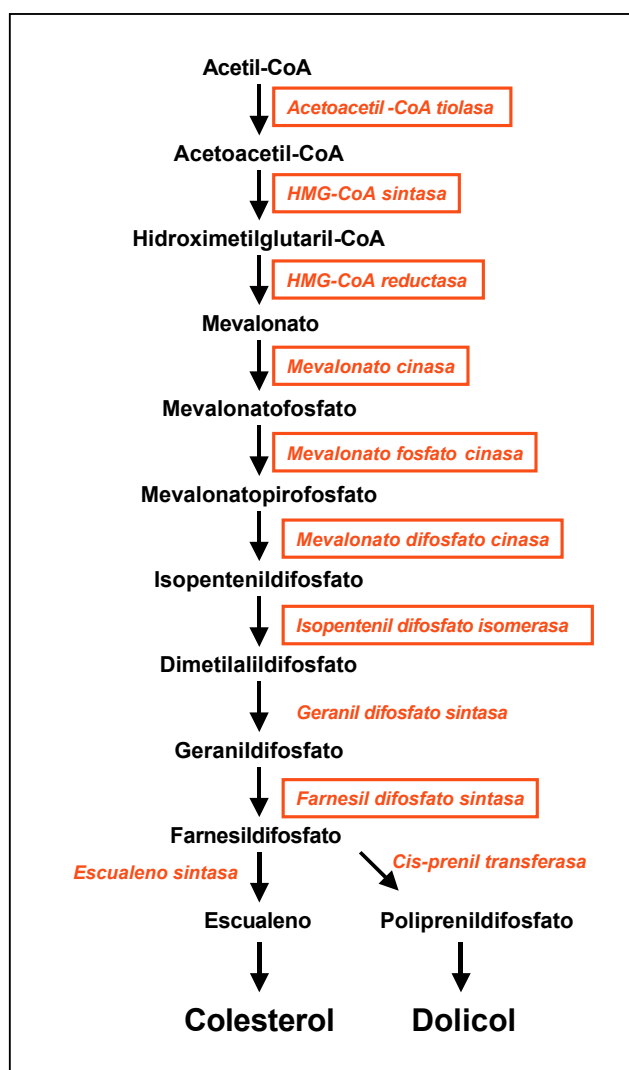 Acetil-CoA
Acetoacetil -CoA tiolasa
Acetoacetil-CoA
HMG-CoA sintasa
Hidroximetilglutaril-CoA
HMG-CoA reductasa
Mevalonato
Mevalonato cinasa
Mevalonatofosfato
Mevalonato fosfato cinasa
Mevalonatopirofosfato
Mevalonato difosfato cinasa
Isopentenildifosfato
Isopentenil difosfato isomerasa
Dimetilalildifosfato
Geranil difosfato sintasa
Geranildifosfato
Farnesil difosfato sintasa
Farnesildifosfato
Escualeno sintasa
Cis-prenil transferasa
Escualeno
Poliprenildifosfato
Colesterol
Dolicol